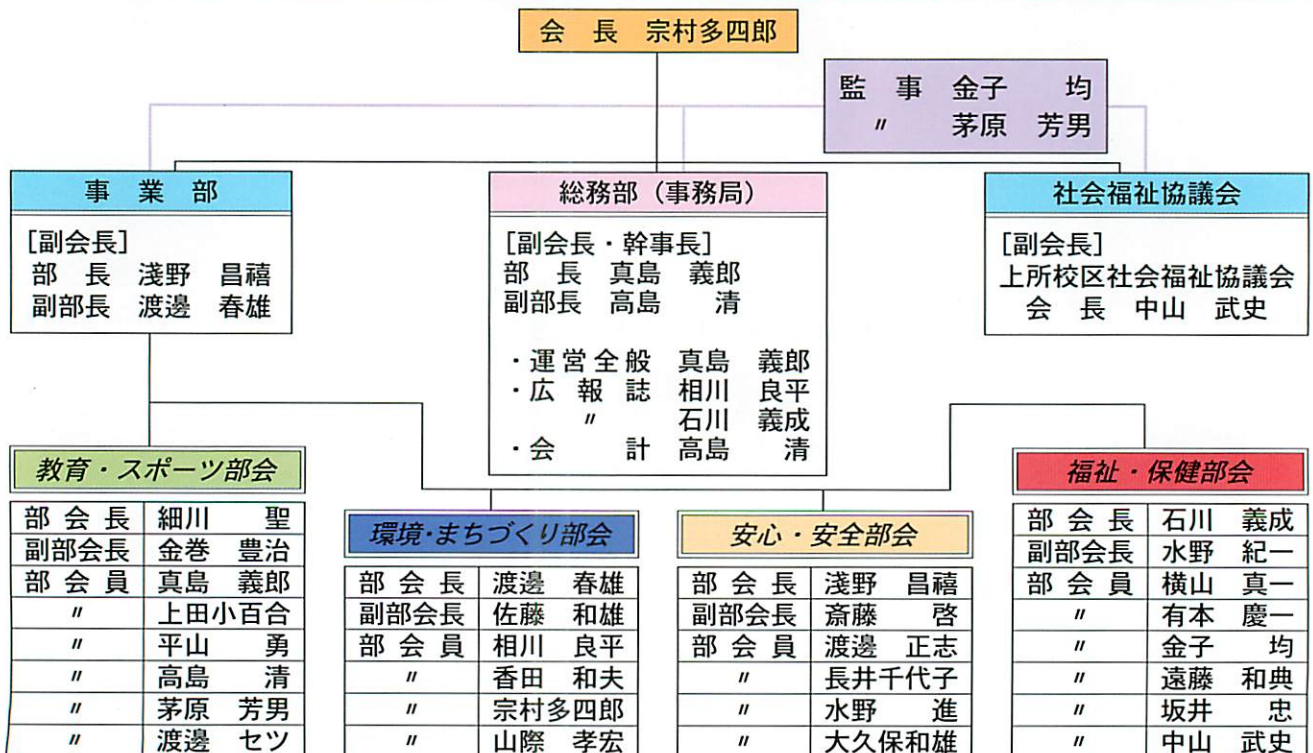 会　長　宗村多四郎
監　事　金子　均
〃　茅原　芳男
事　業　部
[副会長]
部　長　淺野　昌禧
副部長　渡邊　春雄
総務部（事務局）
[副会長・幹事長]
部　長　真島　義郎
副部長　高島　清
・運営全般　真島　義郎
・広　報　誌　相川　良平
〃　石川　義成
・会　計　高島　清
社会福祉協議会
[副会長]
上所校区社会福祉協議会
会　長　中山　武史
教育・スポーツ部会
部会長　細川　聖
副部会長　金巻　豊治
部会員　真島　義郎
〃　上田小百合
〃　平山　勇
〃　高島　清
〃　茅原　芳男
〃　渡邊　セツ
環境・まちづくり部会
部会長　渡邊　春雄
副部会長　佐藤　和雄
部会員　相川　良平
〃　香田　和夫
〃　宗村多四郎
〃　山際　孝宏
安心・安全部会
部会長　淺野　昌禧
副部会長　斎藤　啓
部会員　渡邉　正志
〃　長井千代子
〃　水野　進
〃　大久保和雄
福祉・保健部会
部会長　石川　義成
副部会長　水野　紀一
部会員　横山　真一
〃　有本　慶一
〃　金子　均
〃　遠藤　和典
〃　坂井　忠
〃　中山　武史